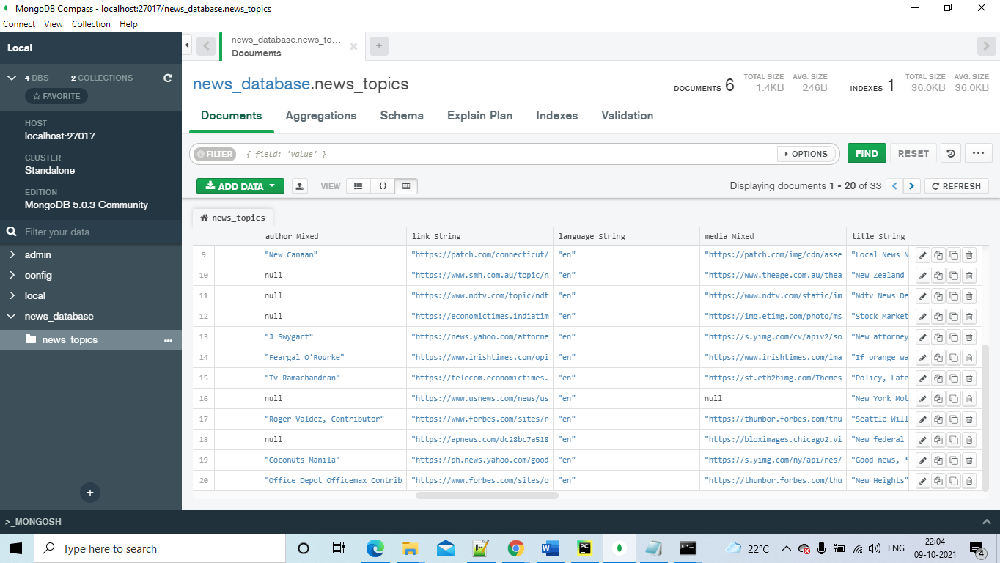 MongoDB Compass - localhost:27017/news_database.news_topics
Connect View Collection Help
Local
news_database.news_to...
Documents
4 DBS 2 COLLECTIONS
FAVORITE
news_database.news_topics
DOCUMENTS 6 TOTAL SIZE 1.4KB AVG. SIZE 246B
INDEXES 1 TOTAL SIZE 36.0KB AVG. SIZE 36.0KB
HOST
localhost:27017
CLUSTER
Standalone
EDITION
MongoDB 5.0.3 Community
Documents Aggregations Schema Explain Plan Indexes Validation
FILTER { field: 'value' } OPTIONS FIND RESET
ADD DATA VIEW {} Displaying documents 1 - 20 of 33 REFRESH
Filter your data
admin
config
local
news_database
news_topics
news_topics
author Mixed link String language String media Mixed title String
9 "New Canaan" "https://patch.com/connecticut/ "en" "https://patch.com/img/cdn/asse "Local News N
10 null "https://www.smh.com.au/topic/n "en" "https://www.theage.com.au/thea "New Zealand
11 null "https://www.ndtv.com/topic/ndt "en" "https://www.ndtv.com/static/im "Ndtv News De
12 null "https://economictimes.indiatim "en" "https://img.etimg.com/photo/ms "Stock Market
13 "J Swygart" "https://news.yahoo.com/attorne "en" "https://s.yimg.com/cv/apiv2/so "New attorney
14 "Feargal O'Rourke" "https://www.irishtimes.com/opi "en" "https://www.irishtimes.com/ima "If orange wa
15 "Tv Ramachandran" "https://telecom.economictimes. "en" "https://st.etb2bimg.com/Themes "Policy, Late
16 null "https://www.usnews.com/news/us "en" null "New York Mot
17 "Roger Valdez, Contributor" "https://www.forbes.com/sites/r "en" "https://thumbor.forbes.com/thu "Seattle Will
18 null "https://apnews.com/dc28bc7a518 "en" "https://bloximages.chicago2.vi "New federal
19 "Coconuts Manila" "https://ph.news.yahoo.com/good "en" "https://s.yimg.com/ny/api/res/ "Good news, ‘
20 "Office Depot Officemax Contrib "https://www.forbes.com/sites/o "en" "https://thumbor.forbes.com/thu "New Heights"
>_MONGOSH
Type here to search
PC
22°C
ENG
22:04
09-10-2021
4